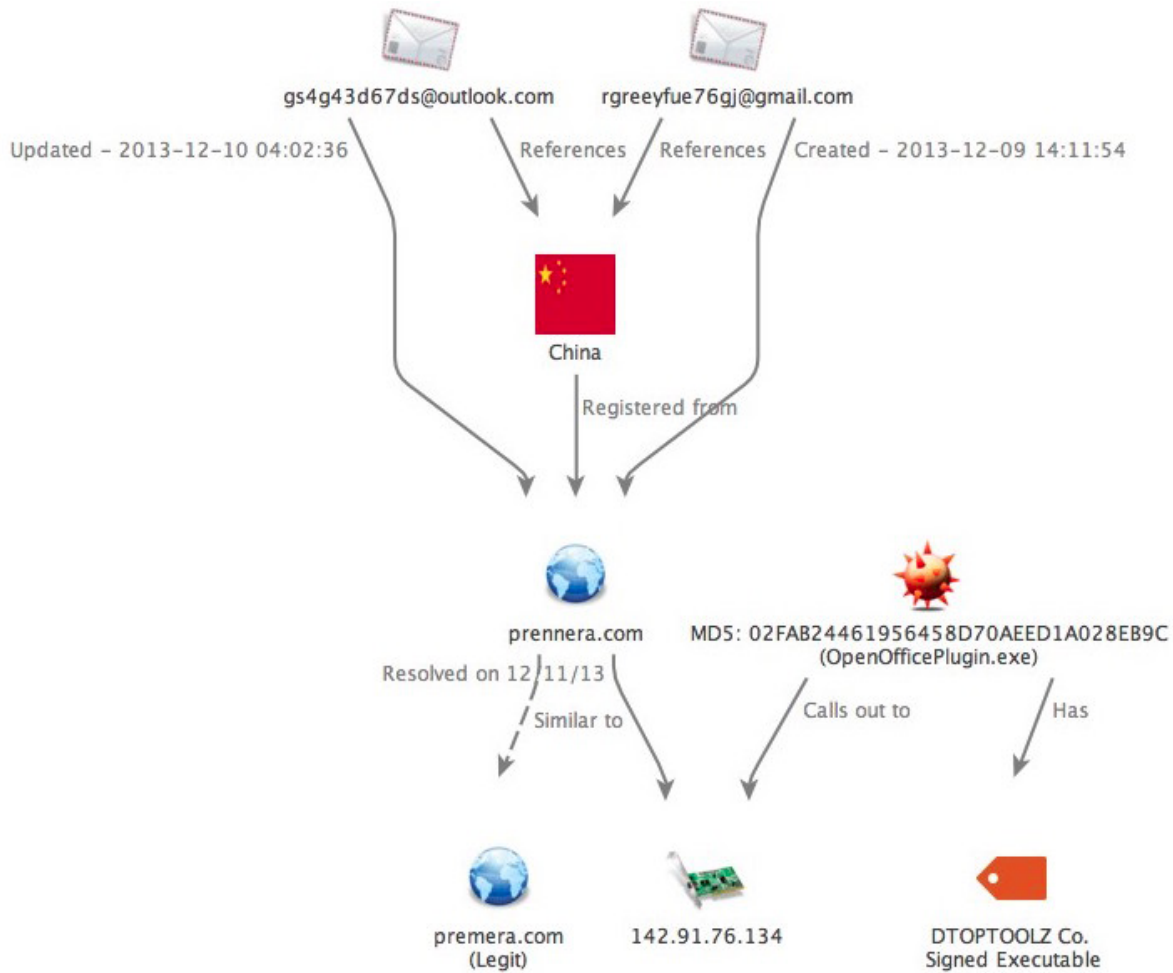 gs4g43d67ds@outlook.com
rgreeyfue76gj@gmail.com
Updated – 2013–12–10 04:02:36
References
References
Created – 2013–12–09 14:11:54
China
Registered from
prennera.com
MD5: 02FAB24461956458D70AEED1A028EB9C
(OpenOfficePlugin.exe)
Resolved on 12/11/13
Similar to
Calls out to
Has
premera.com
(Legit)
142.91.76.134
DTOPTOOLZ Co.
Signed Executable